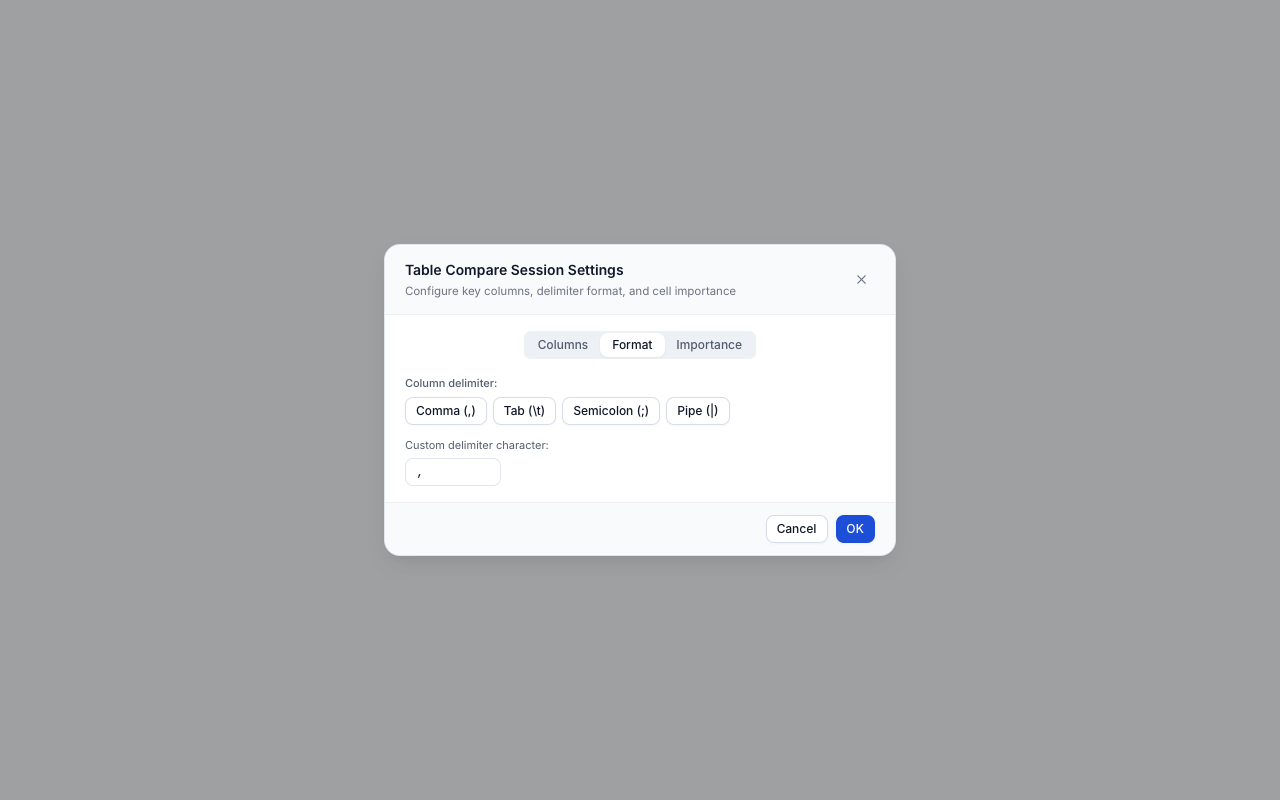 Table Compare Session Settings
Configure key columns, delimiter format, and cell importance
Columns Format Importance
Column delimiter:
Comma (,) Tab (\t) Semicolon (;) Pipe (|)
Custom delimiter character:
,
Cancel OK